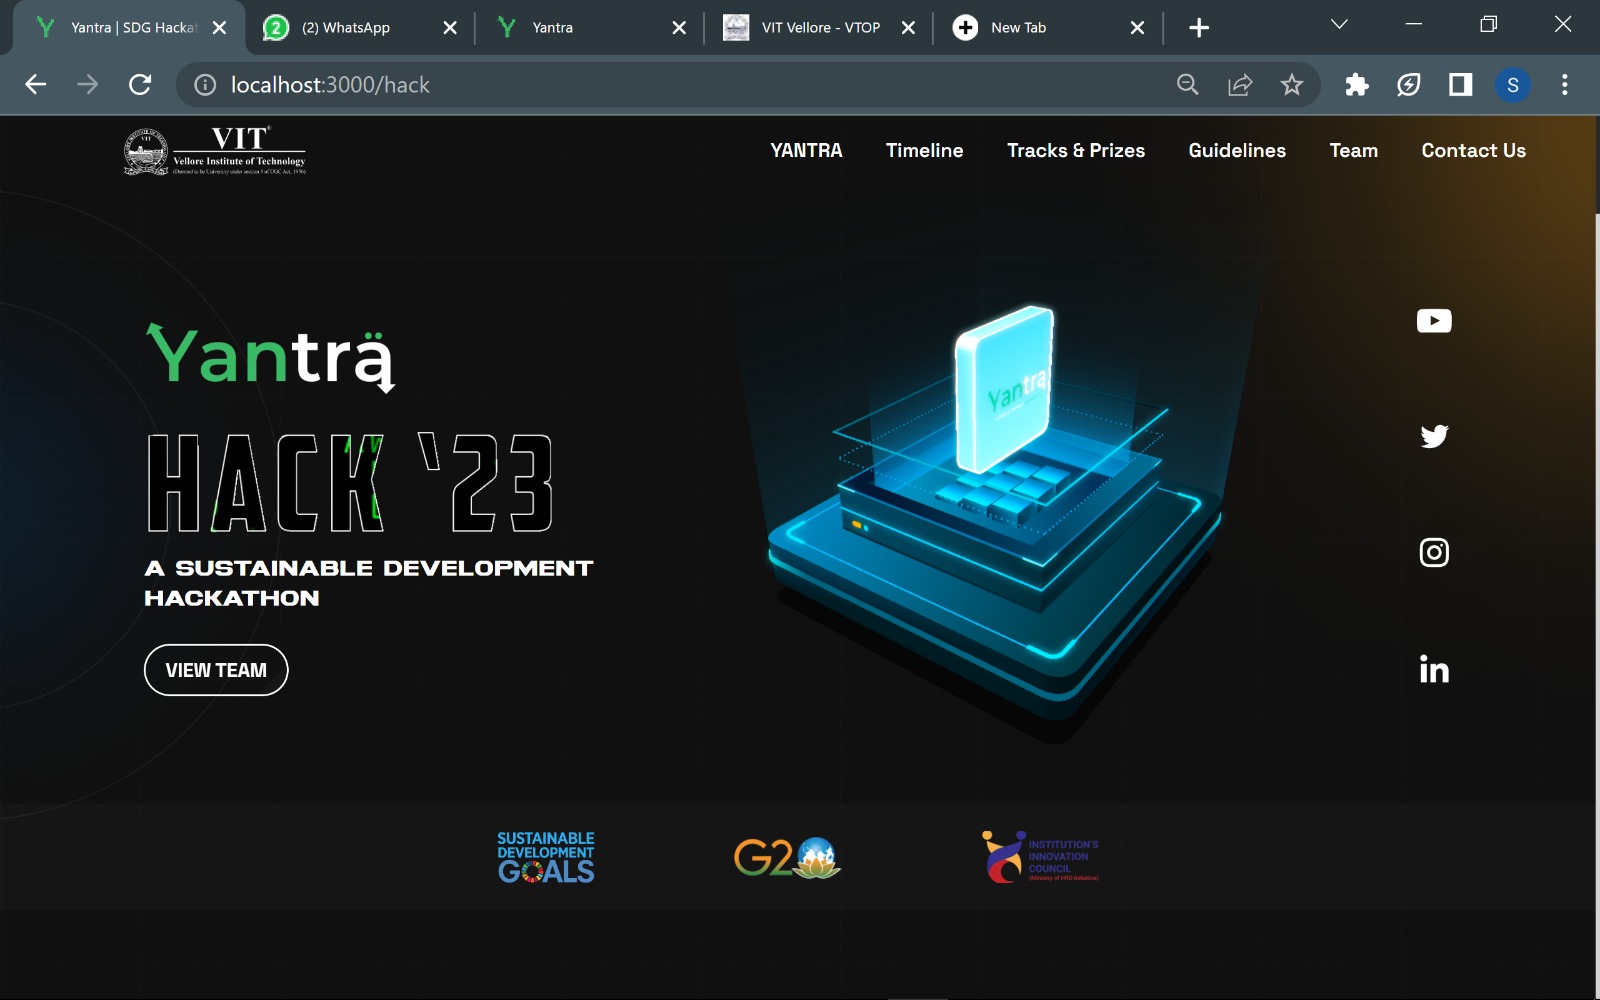 Yantra | SDG Hackat
(2) WhatsApp
Yantra
VIT Vellore - VTOP
New Tab
localhost:3000/hack
S
VIT
Vellore Institute of Technology
(Deemed to be University under section 3 of UGC Act, 1956)
YANTRA
Timeline
Tracks & Prizes
Guidelines
Team
Contact Us
Yanträ
HACK '23
A SUSTAINABLE DEVELOPMENT
HACKATHON
VIEW TEAM
Yanträ
SUSTAINABLE
DEVELOPMENT
GOALS
G20
INSTITUTION'S
INNOVATION
COUNCIL
(Ministry of HRD Initiative)